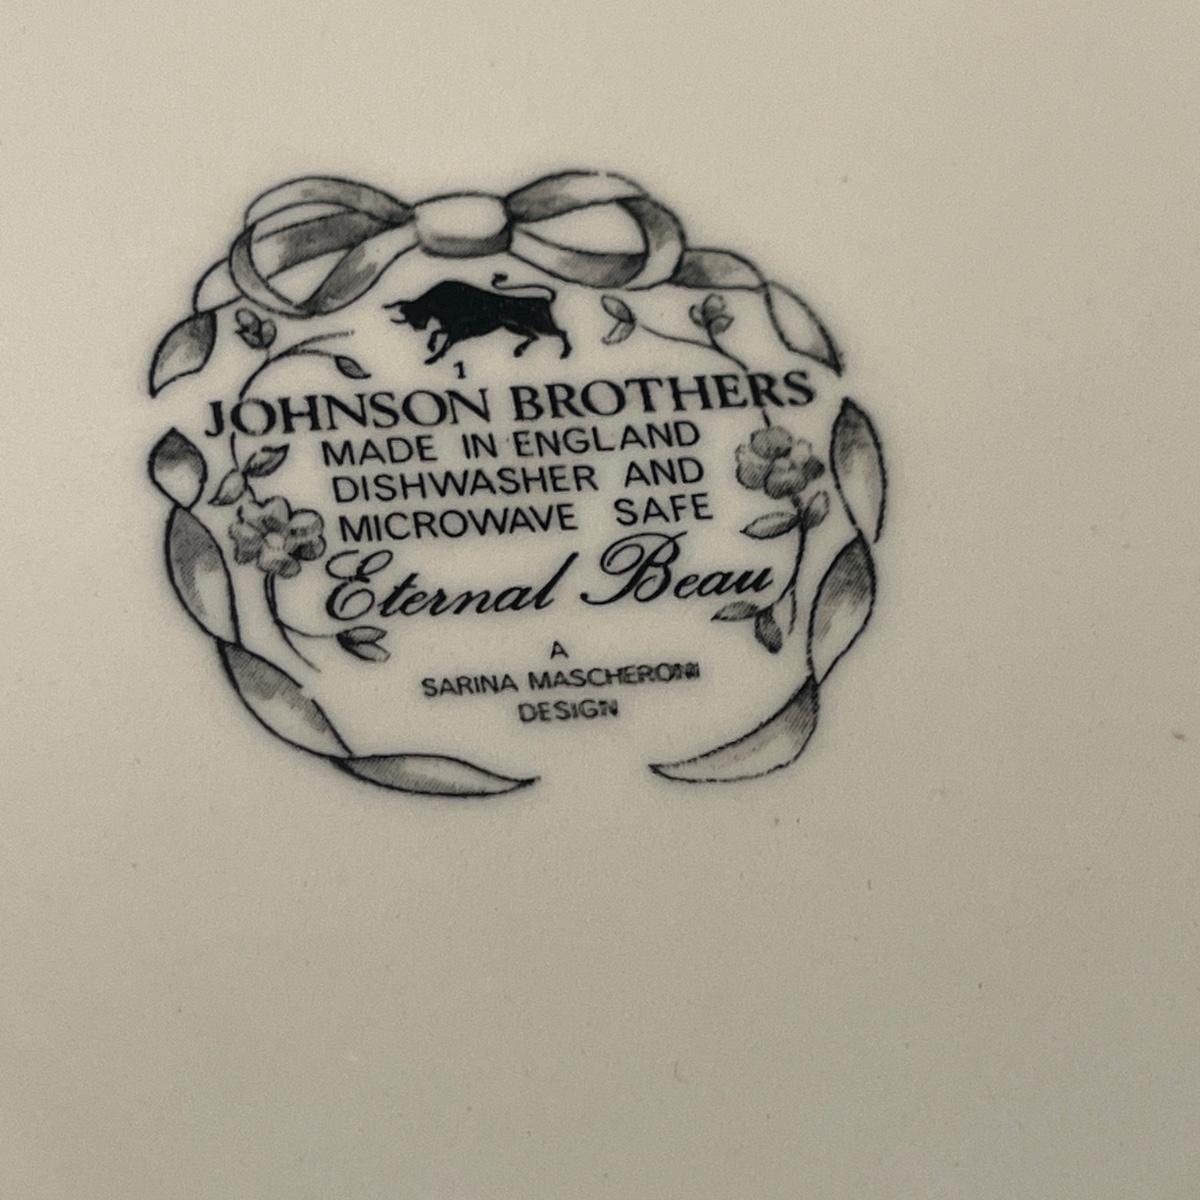 1
JOHNSON BROTHERS
MADE IN ENGLAND
DISHWASHER AND
MICROWAVE SAFE
Eternal Beau
A
SARINA MASCHERONI
DESIGN